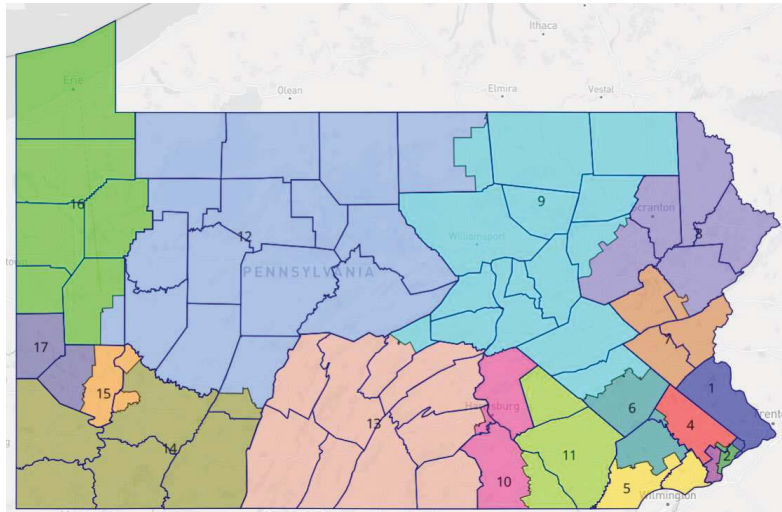 Ithaca
Erie
Olean
Elmira
Vestal
16
12
9
Scranton
8
Williamsport
PENNSYLVANIA
17
7
15
1
Harrisburg
6
13
4
14
11
2
10
5
Wilmington